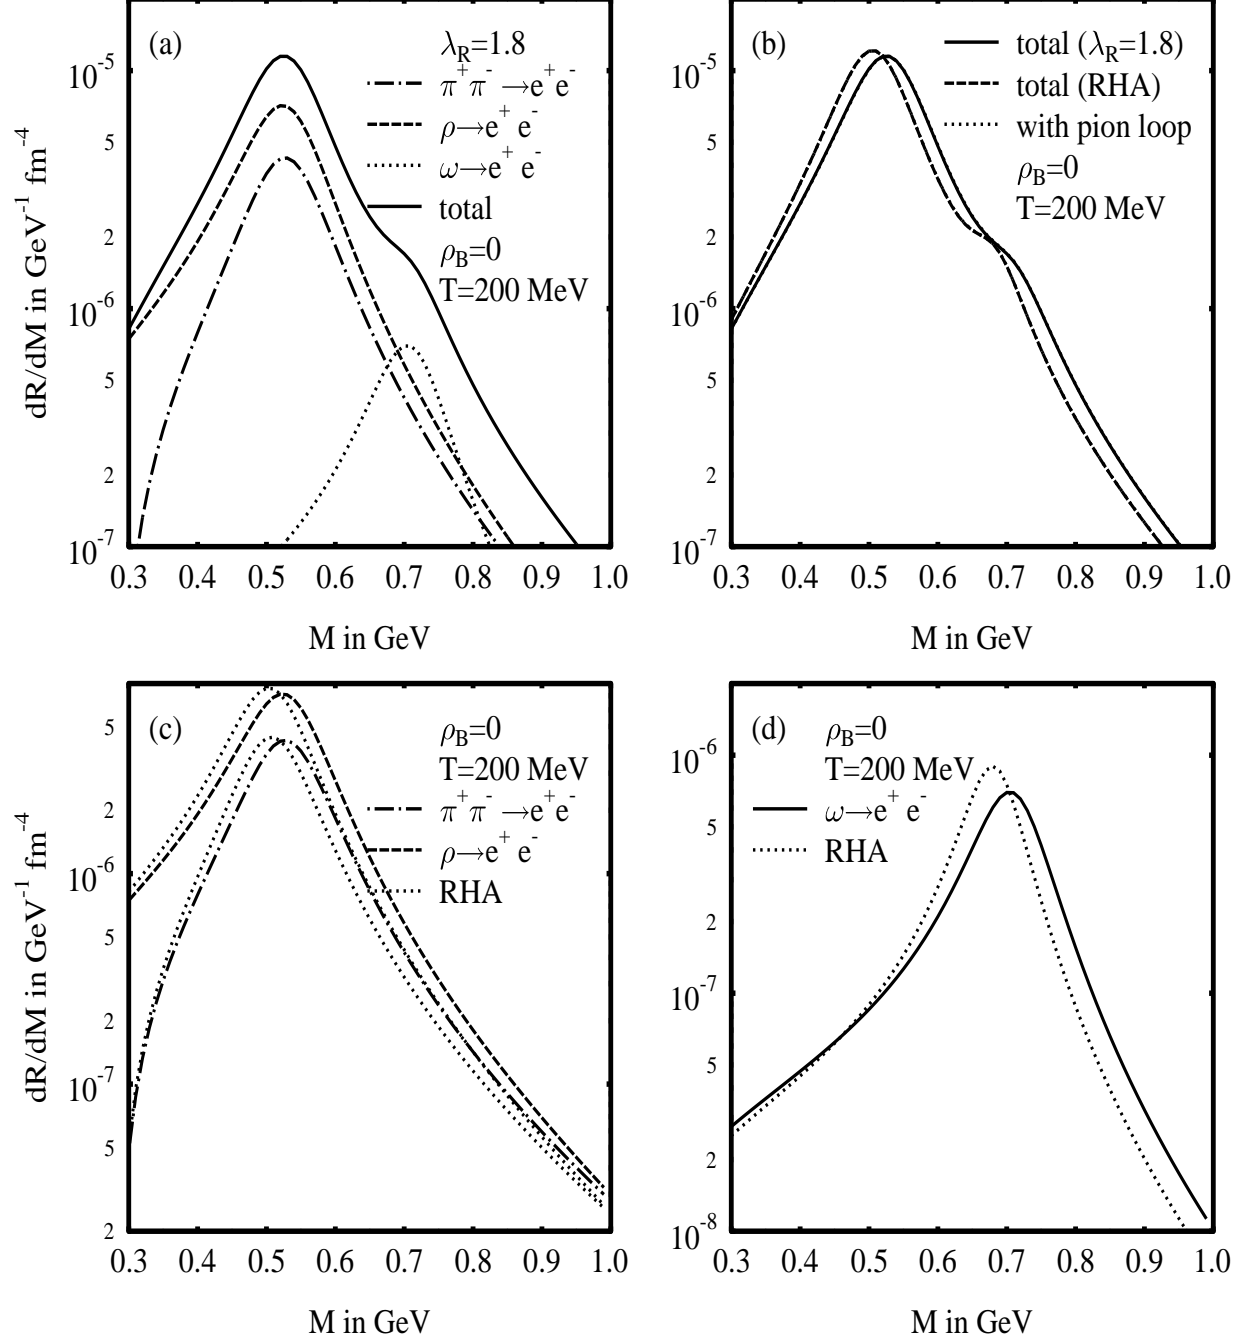 (a)
λ_R=1.8
π⁺π⁻→e⁺e⁻
ρ→e⁺ e⁻
ω→e⁺ e⁻
total
ρ_B=0
T=200 MeV
10⁻⁵
5
2
10⁻⁶
5
2
10⁻⁷
0.3 0.4 0.5 0.6 0.7 0.8 0.9 1.0
M in GeV
dR/dM in GeV⁻¹ fm⁻⁴
(b)
total (λ_R=1.8)
total (RHA)
with pion loop
ρ_B=0
T=200 MeV
10⁻⁵
5
2
10⁻⁶
5
2
10⁻⁷
0.3 0.4 0.5 0.6 0.7 0.8 0.9 1.0
M in GeV
(c)
ρ_B=0
T=200 MeV
π⁺π⁻→e⁺e⁻
ρ→e⁺ e⁻
RHA
5
2
10⁻⁶
5
2
10⁻⁷
5
2
0.3 0.4 0.5 0.6 0.7 0.8 0.9 1.0
M in GeV
dR/dM in GeV⁻¹ fm⁻⁴
(d)
ρ_B=0
T=200 MeV
ω→e⁺ e⁻
RHA
10⁻⁶
5
2
10⁻⁷
5
2
10⁻⁸
0.3 0.4 0.5 0.6 0.7 0.8 0.9 1.0
M in GeV